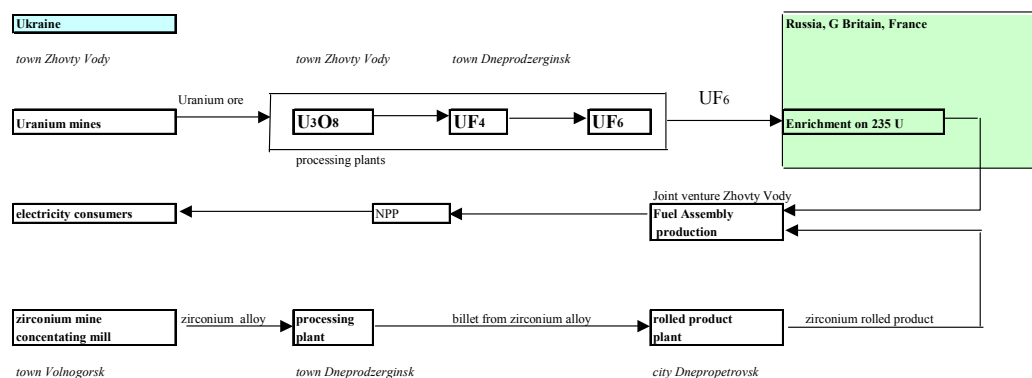 Ukraine
Russia, G Britain, France
town Zhovty Vody
town Zhovty Vody
town Dneprodzerginsk
Uranium ore
UF6
Uranium mines
U3O8
UF4
UF6
Enrichment on 235 U
processing plants
Joint venture Zhovty Vody
electricity consumers
NPP
Fuel Assembly
production
zirconium mine
concentating mill
zirconium alloy
processing
plant
billet from zirconium alloy
rolled product
plant
zirconium rolled product
town Volnogorsk
town Dneprodzerginsk
city Dnepropetrovsk